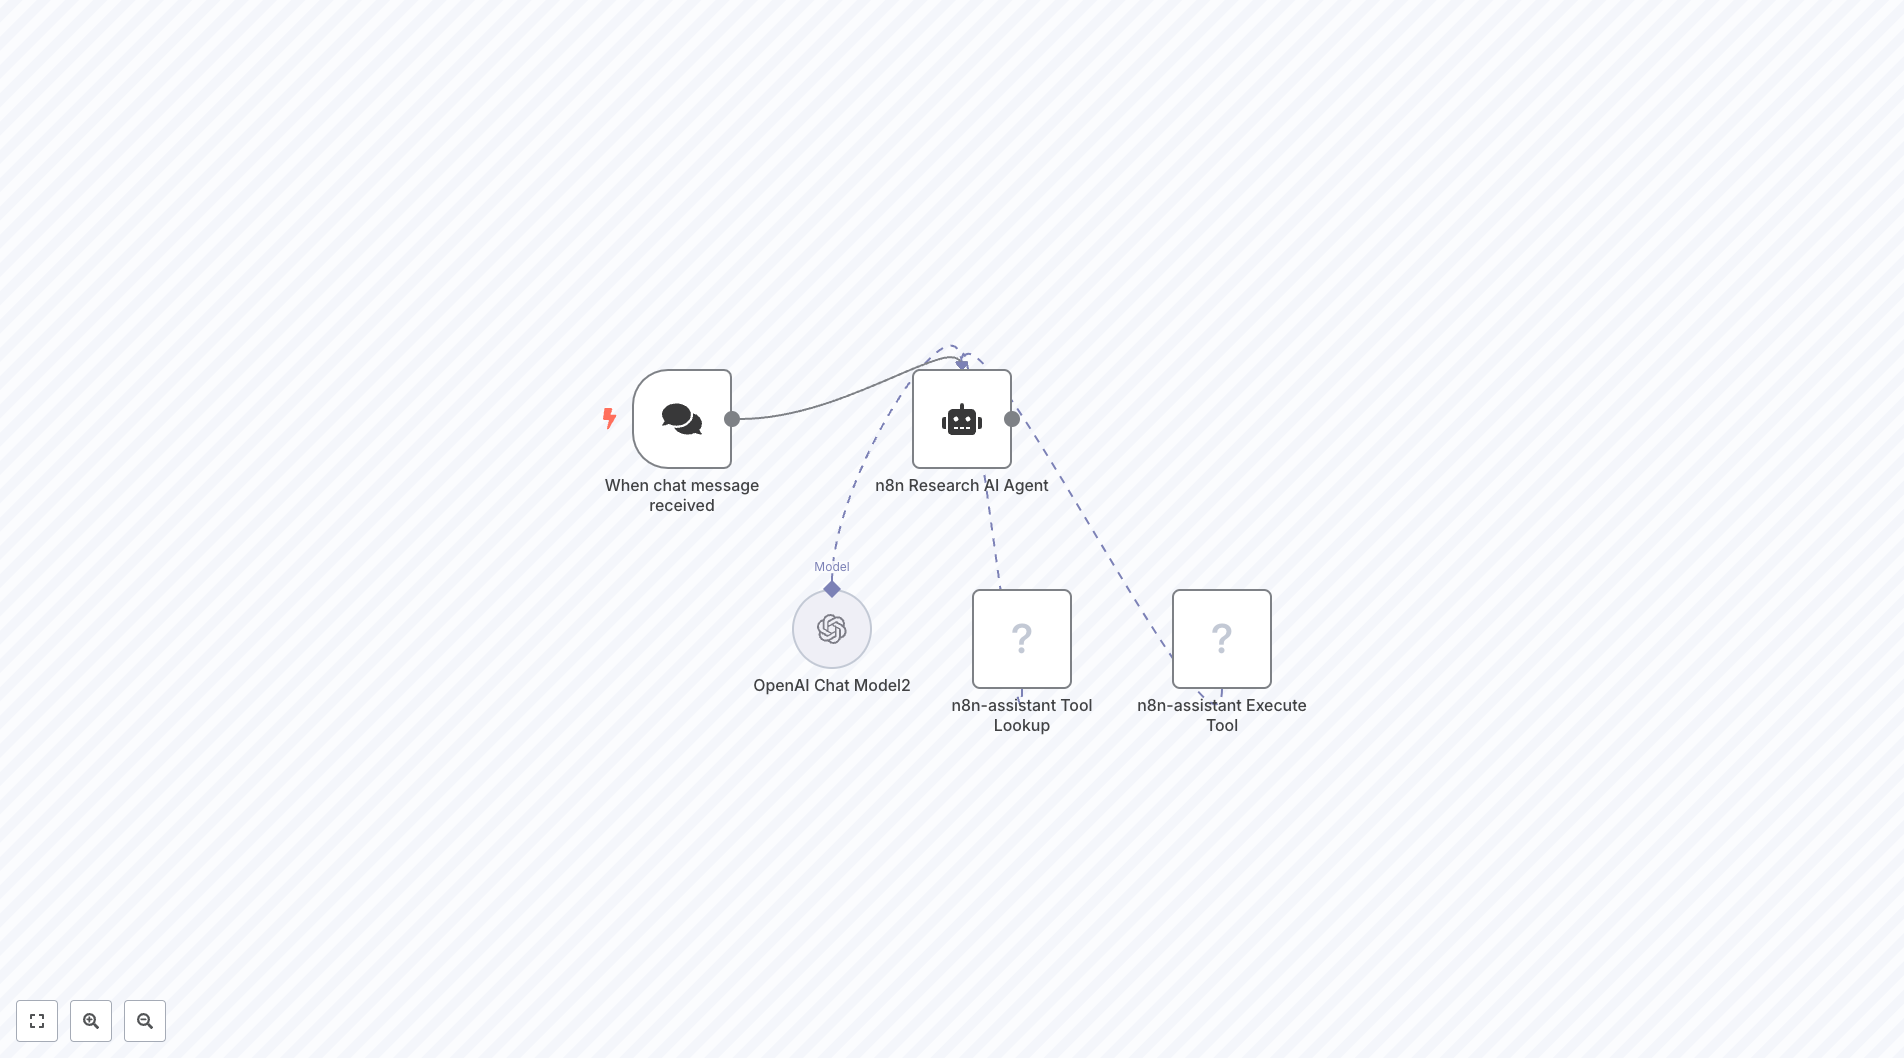 When chat message
received
n8n Research AI Agent
Model
OpenAI Chat Model2
?
n8n-assistant Tool
Lookup
?
n8n-assistant Execute
Tool